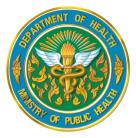 DEPARTMENT OF HEALTH
MINISTRY OF PUBLIC HEALTH